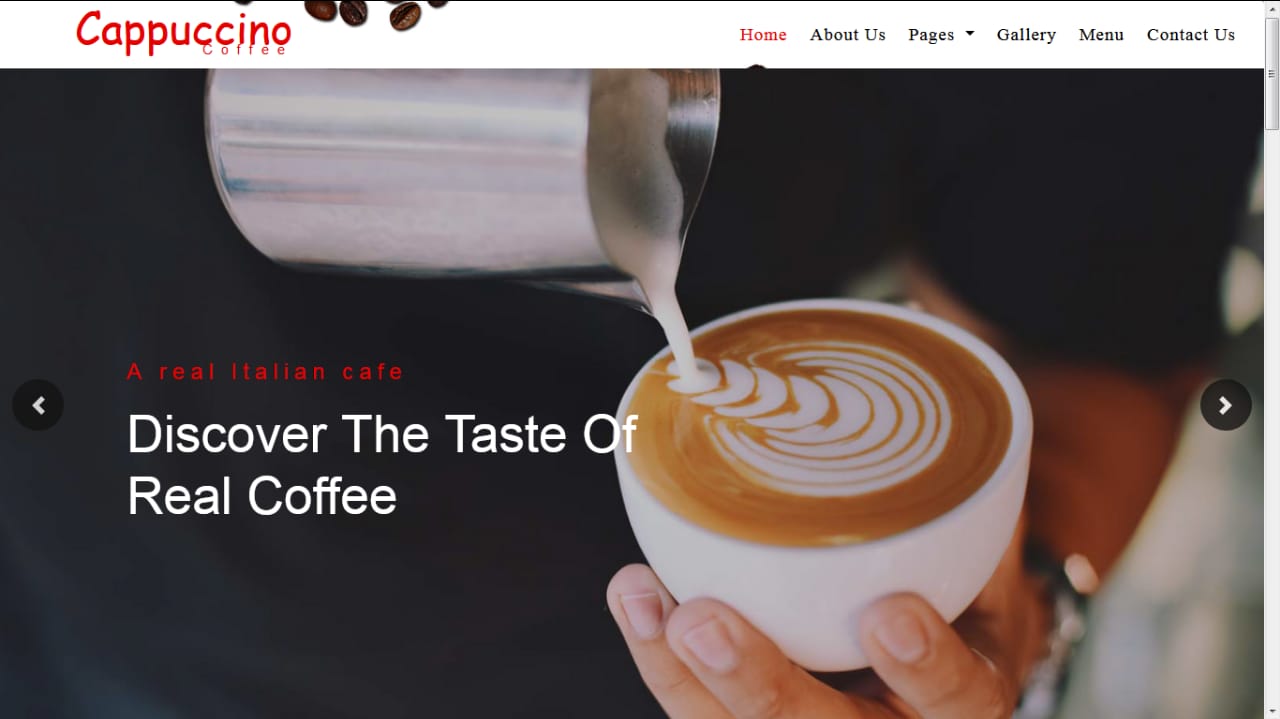 Cappuccino
Coffee
Home About Us Pages Gallery Menu Contact Us
A real Italian cafe
Discover The Taste Of
Real Coffee